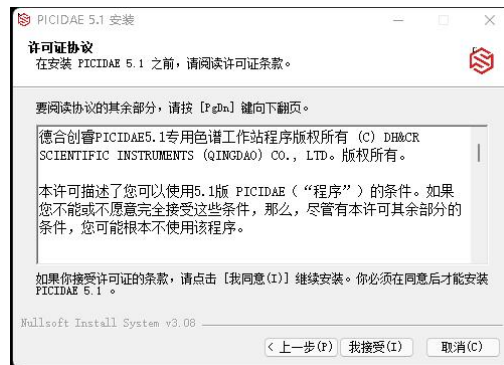 PICIDAE 5.1 安装
许可证协议
在安装 PICIDAE 5.1 之前，请阅读许可证条款。
要阅读协议的其余部分，请按 [PgDn] 键向下翻页。
德合创睿PICIDAE5.1专用色谱工作站程序版权所有 (C) DH&CR
SCIENTIFIC INSTRUMENTS (QINGDAO) CO., LTD。版权所有。
本许可描述了您可以使用5.1版 PICIDAE（“程序”）的条件。如果
您不能或不愿意完全接受这些条件，那么，尽管有本许可其余部分的
条件，您可能根本不使用该程序。
如果你接受许可证的条款，请点击 [我同意(I)] 继续安装。你必须在同意后才能安装
PICIDAE 5.1 。
Nullsoft Install System v3.08
< 上一步(P)
我接受(I)
取消(C)